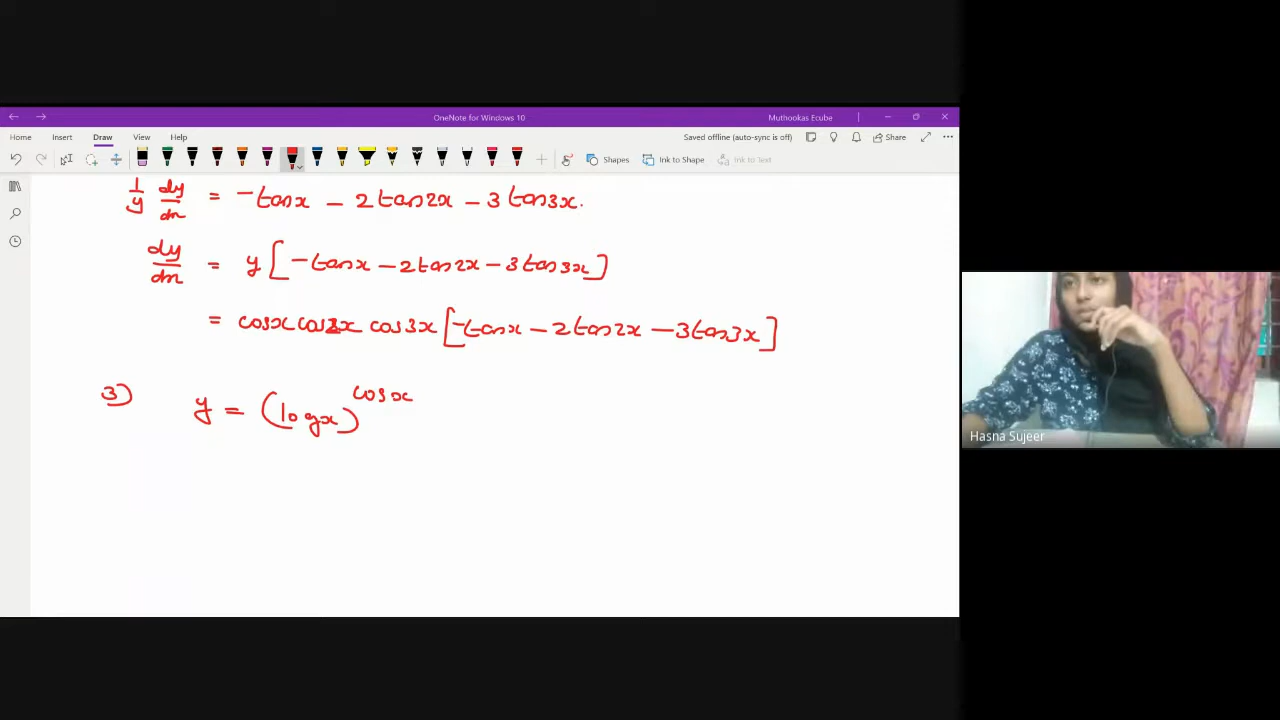 OneNote for Windows 10
Muthookas Ecube
Home Insert Draw View Help
Saved offline (auto-sync is off)
Share
Shapes
Ink to Shape
Ink to Text
1/y dy/dx = -tanx - 2tan2x - 3tan3x.
dy/dx = y[-tanx - 2tan2x - 3tan3x]
= cosx cos2x cos3x [-tanx - 2tan2x - 3tan3x]
3) y = (logx)^cosx
Hasna Sujeer